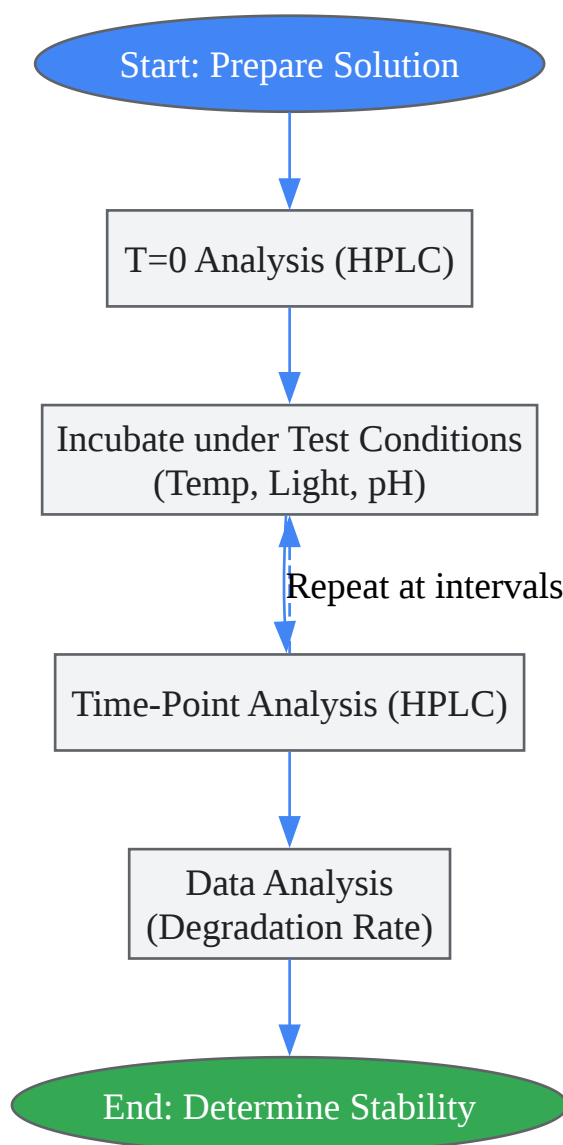 Start: Prepare Solution
T=0 Analysis (HPLC)
Incubate under Test Conditions
(Temp, Light, pH)
Repeat at intervals
Time-Point Analysis (HPLC)
Data Analysis
(Degradation Rate)
End: Determine Stability